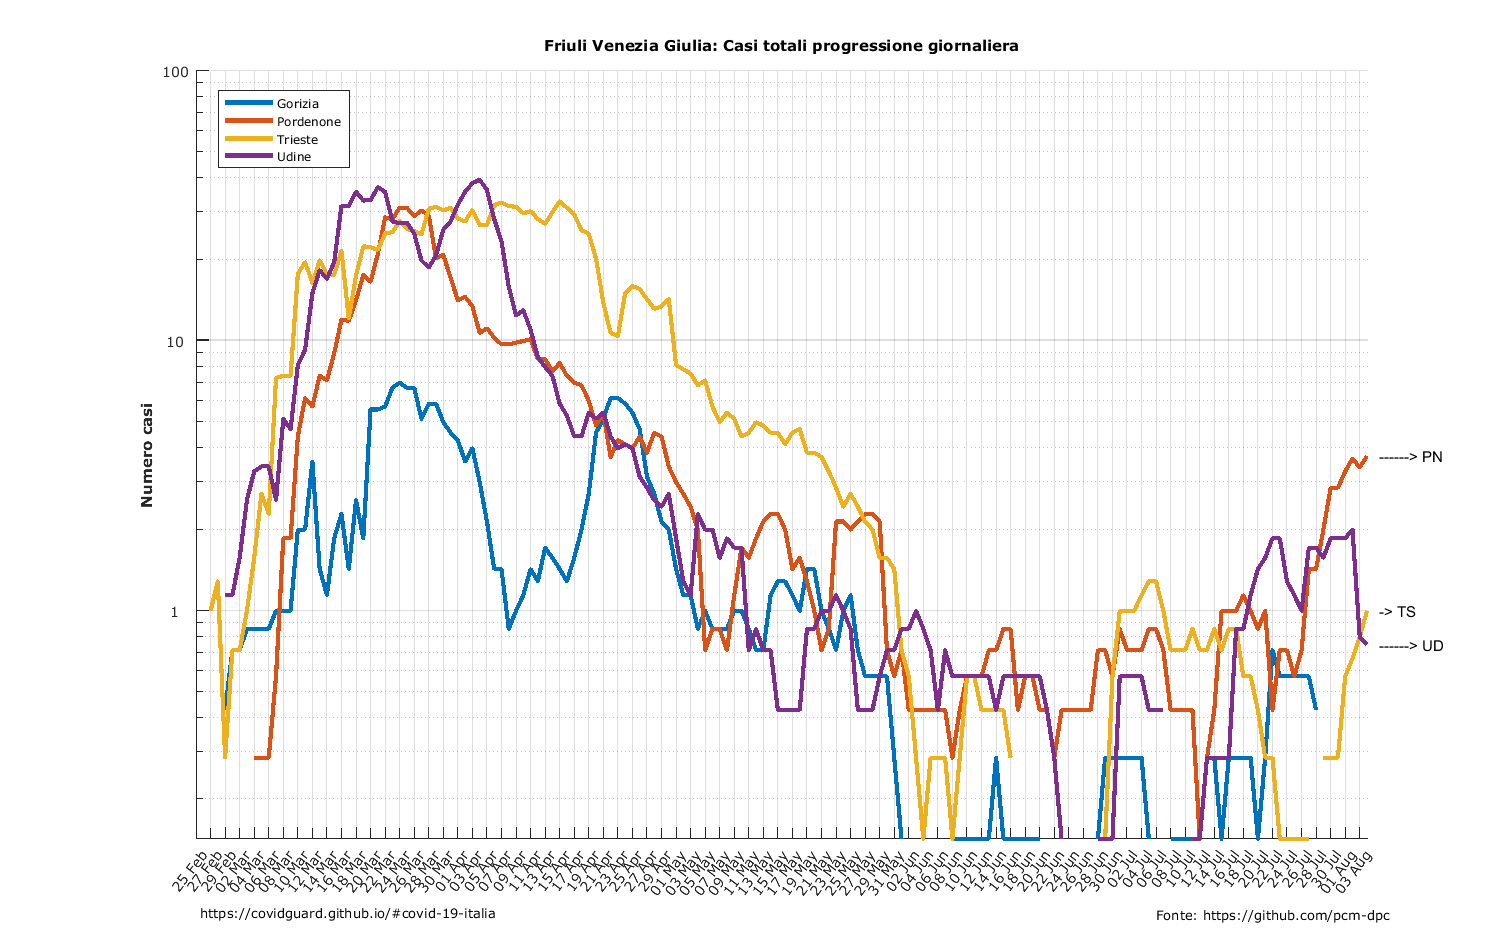 Friuli Venezia Giulia: Casi totali progressione giornaliera
100
10
1
Numero casi
Gorizia
Pordenone
Trieste
Udine
------> PN
-> TS
------> UD
25 Feb
27 Feb
29 Feb
02 Mar
04 Mar
06 Mar
08 Mar
10 Mar
12 Mar
14 Mar
16 Mar
18 Mar
20 Mar
22 Mar
24 Mar
26 Mar
28 Mar
30 Mar
01 Apr
03 Apr
05 Apr
07 Apr
09 Apr
11 Apr
13 Apr
15 Apr
17 Apr
19 Apr
21 Apr
23 Apr
25 Apr
27 Apr
29 Apr
01 May
03 May
05 May
07 May
09 May
11 May
13 May
15 May
17 May
19 May
21 May
23 May
25 May
27 May
29 May
31 May
02 Jun
04 Jun
06 Jun
08 Jun
10 Jun
12 Jun
14 Jun
16 Jun
18 Jun
20 Jun
22 Jun
24 Jun
26 Jun
28 Jun
30 Jun
02 Jul
04 Jul
06 Jul
08 Jul
10 Jul
12 Jul
14 Jul
16 Jul
18 Jul
20 Jul
22 Jul
24 Jul
26 Jul
28 Jul
30 Jul
01 Aug
03 Aug
https://covidguard.github.io/#covid-19-italia
Fonte: https://github.com/pcm-dpc